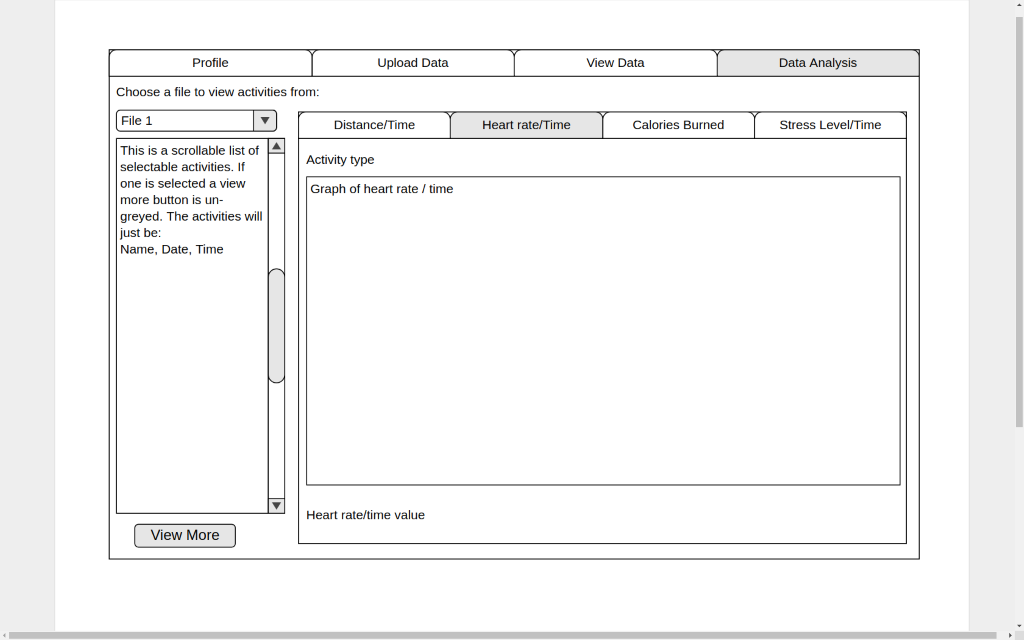 Profile
Upload Data
View Data
Data Analysis
Choose a file to view activities from:
File 1
This is a scrollable list of
selectable activities. If
one is selected a view
more button is un-
greyed. The activities will
just be:
Name, Date, Time
View More
Distance/Time
Heart rate/Time
Calories Burned
Stress Level/Time
Activity type
Graph of heart rate / time
Heart rate/time value